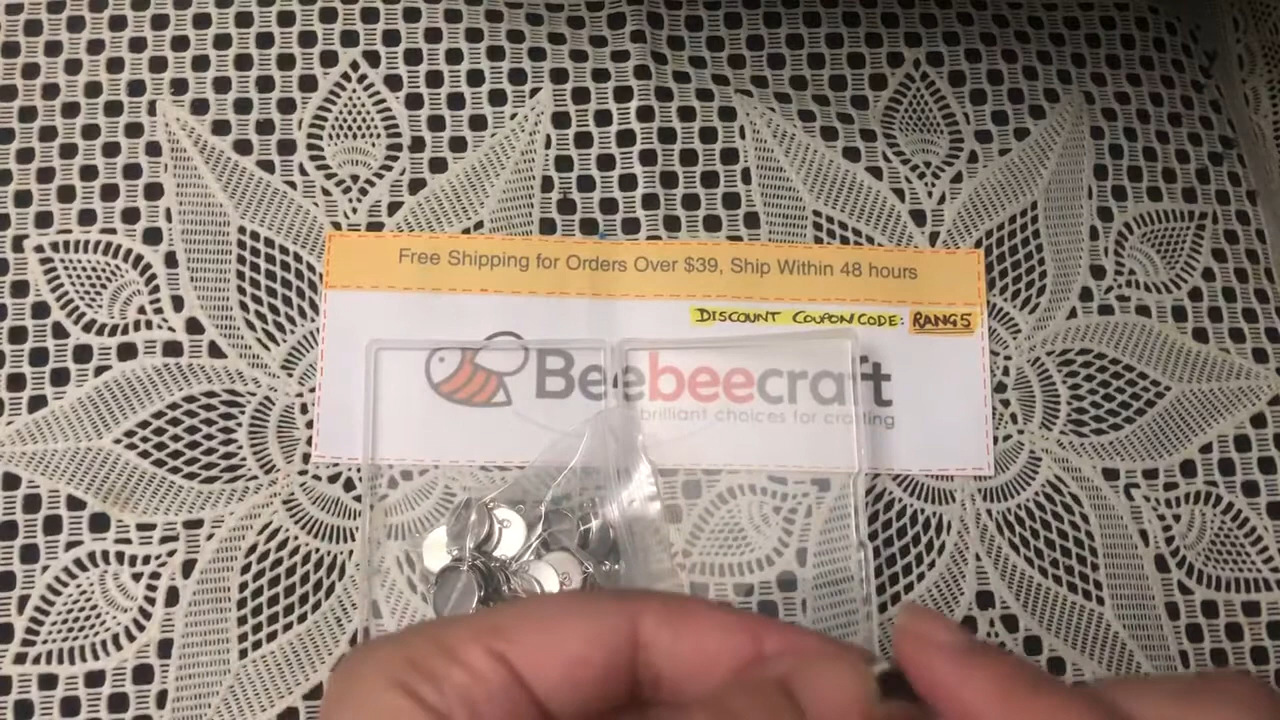 Free Shipping for Orders Over $39, Ship Within 48 hours
DISCOUNT COUPON CODE: RANG5
Beebeecraft
brilliant choices for crafting